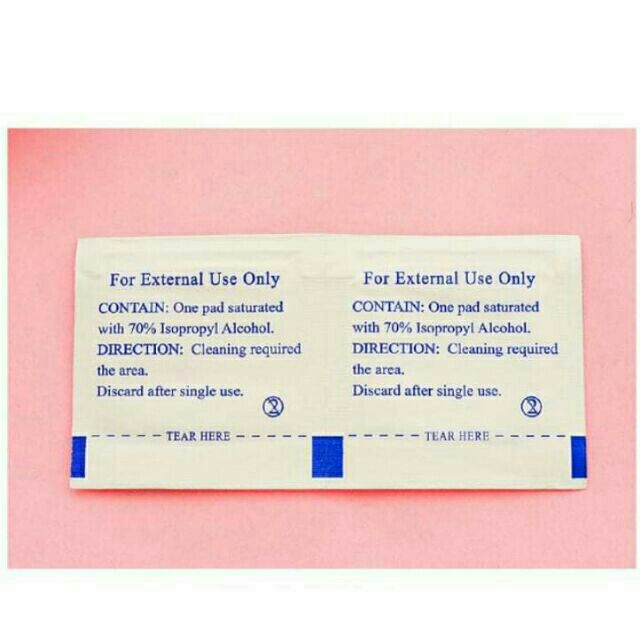 For External Use Only
CONTAIN: One pad saturated
with 70% Isopropyl Alcohol.
DIRECTION: Cleaning required
the area.
Discard after single use.
2
TEAR HERE
For External Use Only
CONTAIN: One pad saturated
with 70% Isopropyl Alcohol.
DIRECTION: Cleaning required
the area.
Discard after single use.
2
TEAR HERE